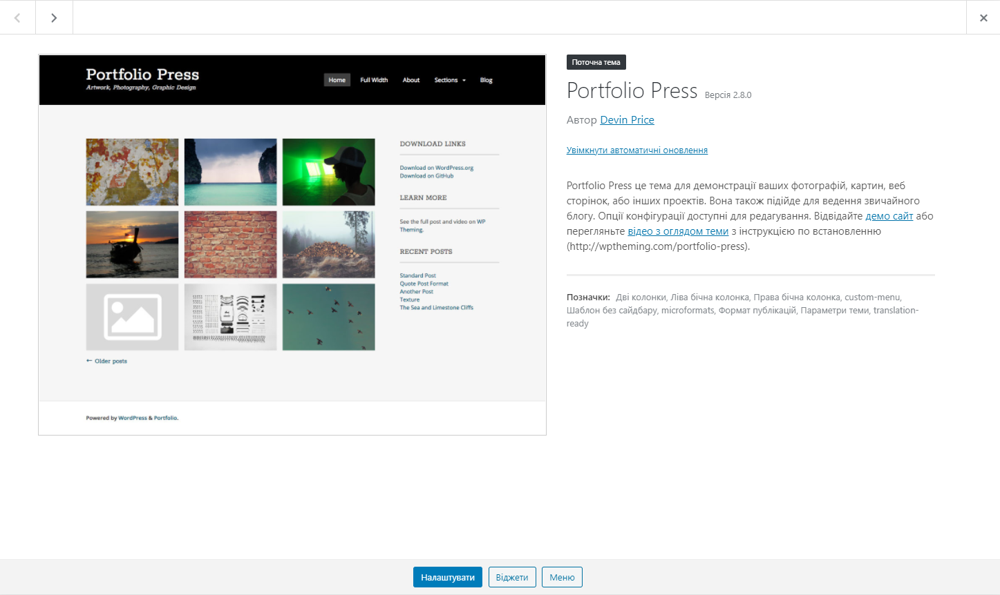 Portfolio Press
Artwork, Photography, Graphic Design
Home Full Width About Sections Blog
DOWNLOAD LINKS
Download on WordPress.org
Download on GitHub
LEARN MORE
See the full post and video on WP
Theming.
RECENT POSTS
Standard Post
Quote Post Format
Another Post
Texture
The Sea and Limestone Cliffs
← Older posts
Powered by WordPress & Portfolio.
Поточна тема
Portfolio Press Версія 2.8.0
Автор Devin Price
Увімкнути автоматичні оновлення
Portfolio Press це тема для демонстрації ваших фотографій, картин, веб
сторінок, або інших проектів. Вона також підійде для ведення звичайного
блогу. Опції конфігурації доступні для редагування. Відвідайте демо сайт або
перегляньте відео з оглядом теми з інструкцією по встановленню
(http://wptheming.com/portfolio-press).
Позначки: Дві колонки, Ліва бічна колонка, Права бічна колонка, custom-menu,
Шаблон без сайдбару, microformats, Формат публікацій, Параметри теми, translation-
ready
Налаштувати Віджети Меню